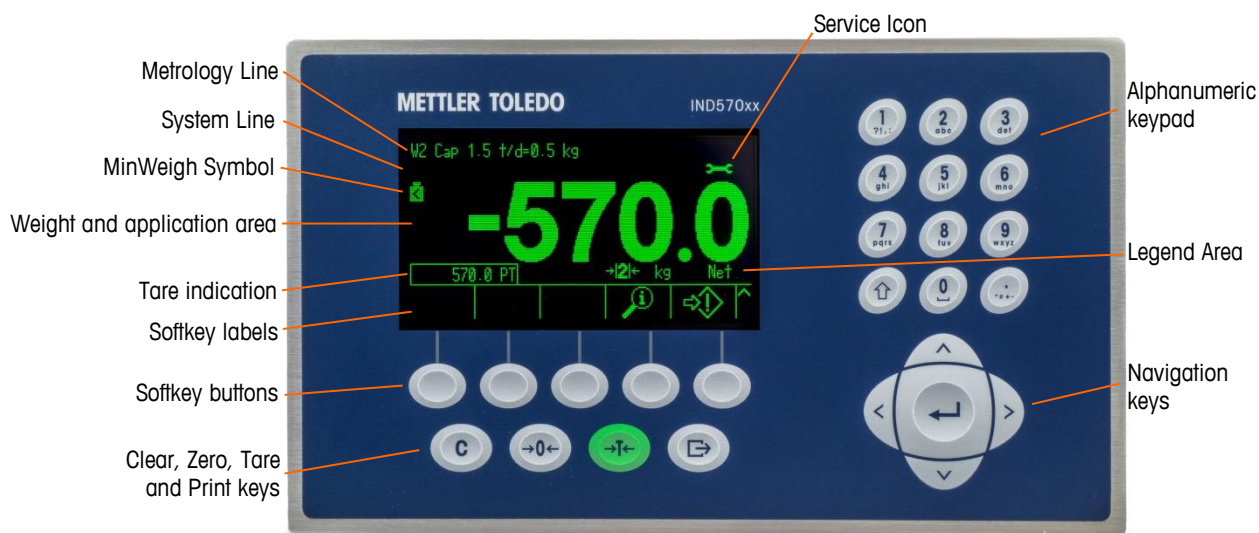 Service Icon
Metrology Line
System Line
MinWeigh Symbol
Weight and application area
Tare indication
Softkey labels
Softkey buttons
Clear, Zero, Tare
and Print keys
METTLER TOLEDO
IND570xx
W2 Cap 1.5 t/d=0.5 kg
-570.0
570.0 PT
→|2|← kg Net
C →0← →T←
1 2 3
?!,: abc def
4 5 6
ghi jkl mno
7 8 9
pqrs tuv wxyz
0 .
*#+-
Alphanumeric
keypad
Legend Area
Navigation
keys